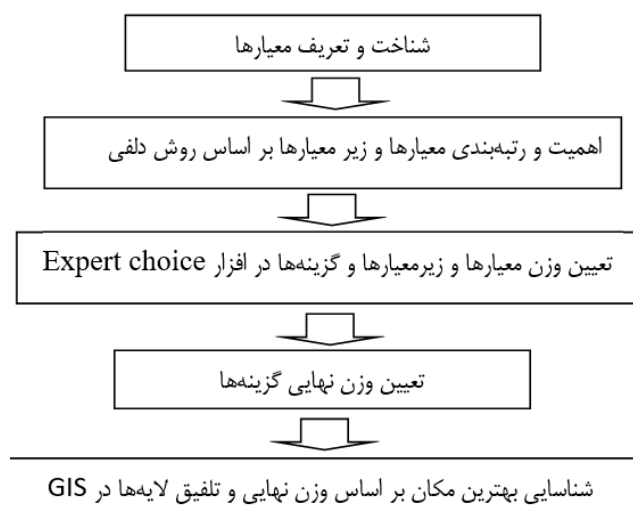 شناخت و تعریف معیارها
اهمیت و رتبه‌بندی معیارها و زیر معیارها بر اساس روش دلفی
تعیین وزن معیارها و زیرمعیارها و گزینه‌ها در افزار Expert choice
تعیین وزن نهایی گزینه‌ها
شناسایی بهترین مکان بر اساس وزن نهایی و تلفیق لایه‌ها در GIS